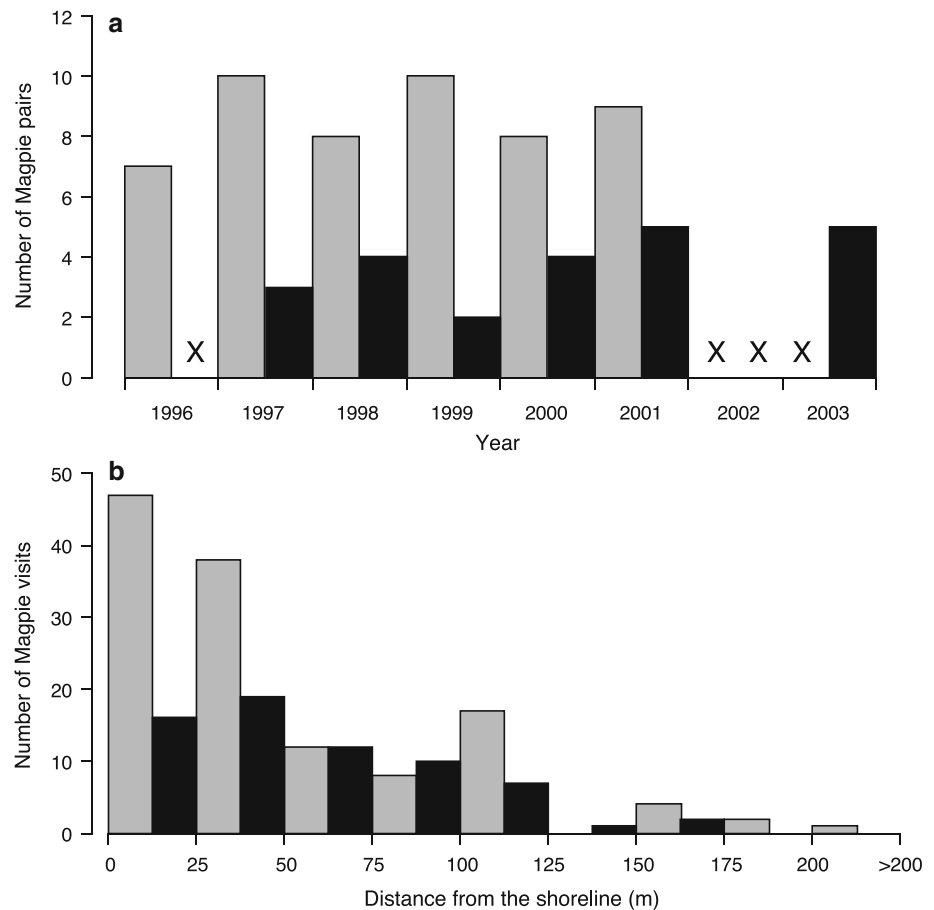 a
12
10
8
6
4
2
0
Number of Magpie pairs
X X X X
1996 1997 1998 1999 2000 2001 2002 2003
Year
b
50
40
30
20
10
0
Number of Magpie visits
0 25 50 75 100 125 150 175 200 >200
Distance from the shoreline (m)